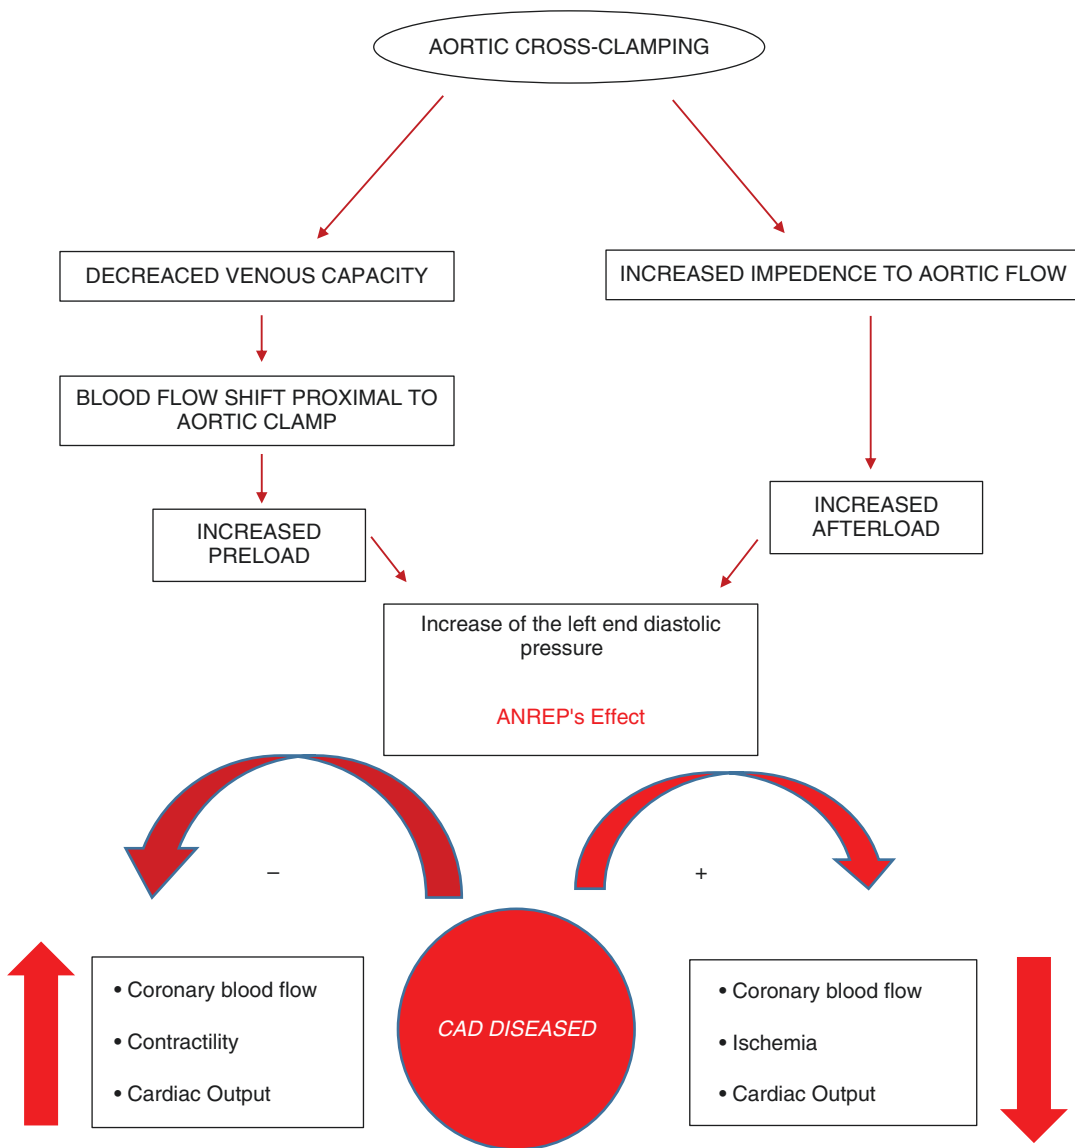 AORTIC CROSS-CLAMPING
DECREACED VENOUS CAPACITY
INCREASED IMPEDENCE TO AORTIC FLOW
BLOOD FLOW SHIFT PROXIMAL TO
AORTIC CLAMP
INCREASED
PRELOAD
INCREASED
AFTERLOAD
Increase of the left end diastolic
pressure
ANREP's Effect
–
+
• Coronary blood flow
• Contractility
• Cardiac Output
CAD DISEASED
• Coronary blood flow
• Ischemia
• Cardiac Output